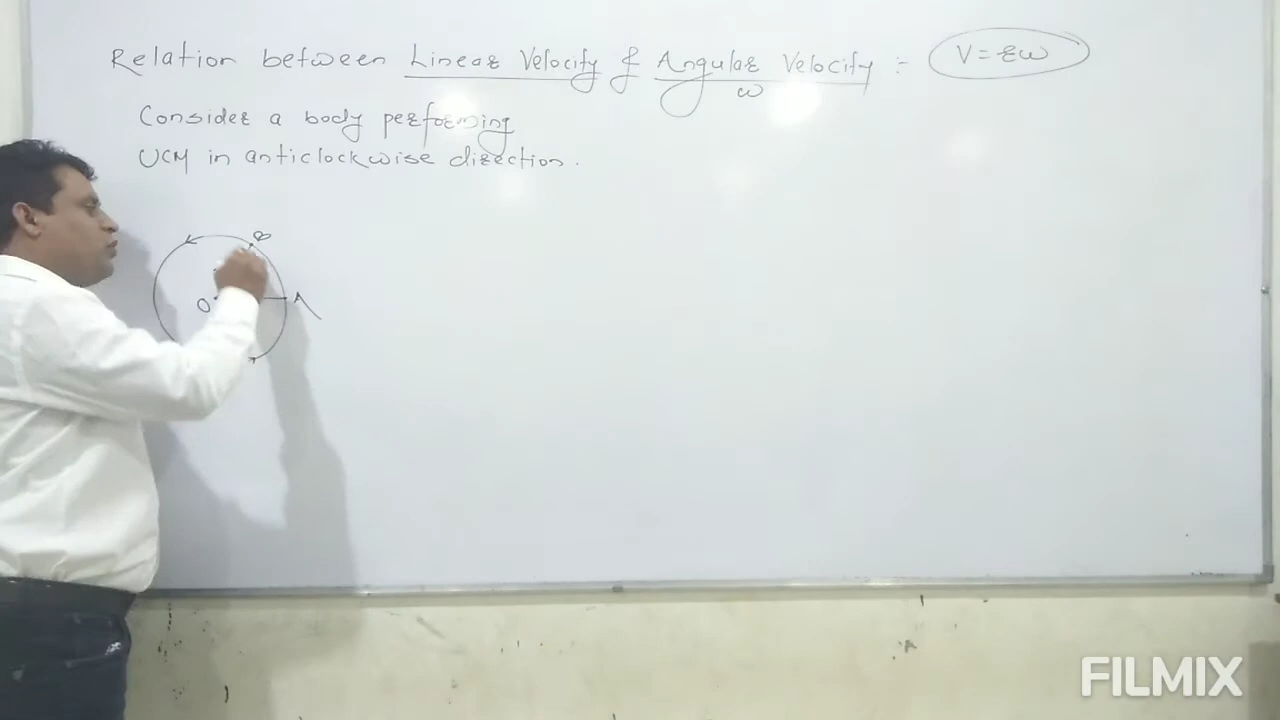 Relation between Linear Velocity & Angular Velocity :- V = rω
ω
Consider a body performing
UCM in anticlockwise direction.
B
O
A
FILMIX